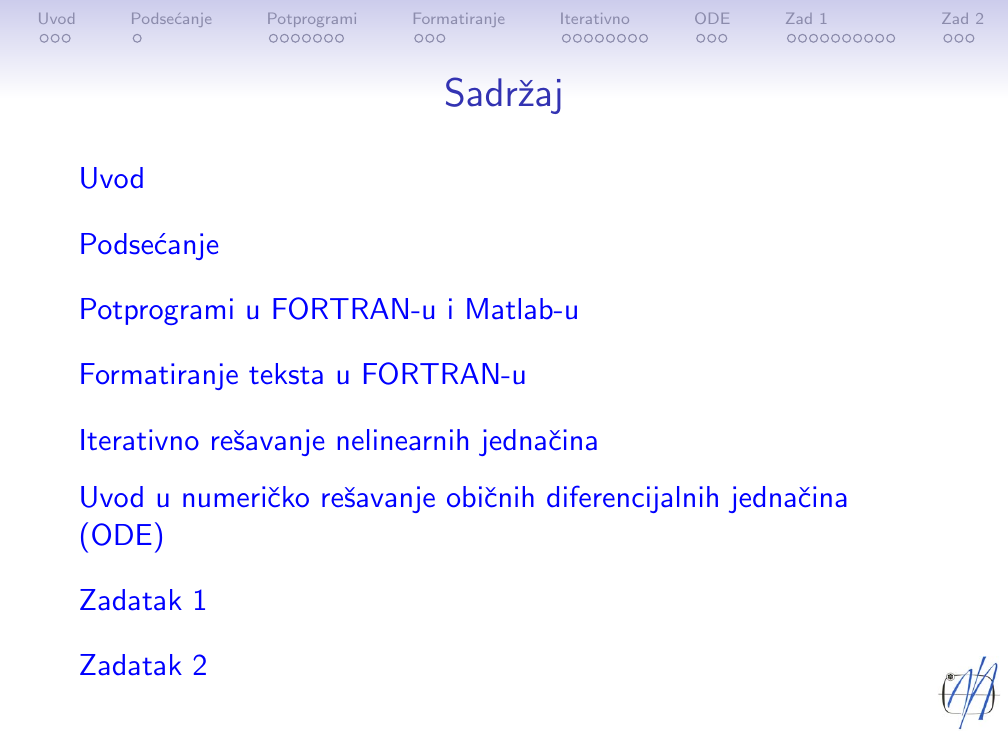 Uvod Podsećanje Potprogrami Formatiranje Iterativno ODE Zad 1 Zad 2
Sadržaj
Uvod
Podsećanje
Potprogrami u FORTRAN-u i Matlab-u
Formatiranje teksta u FORTRAN-u
Iterativno rešavanje nelinearnih jednačina
Uvod u numeričko rešavanje običnih diferencijalnih jednačina
(ODE)
Zadatak 1
Zadatak 2